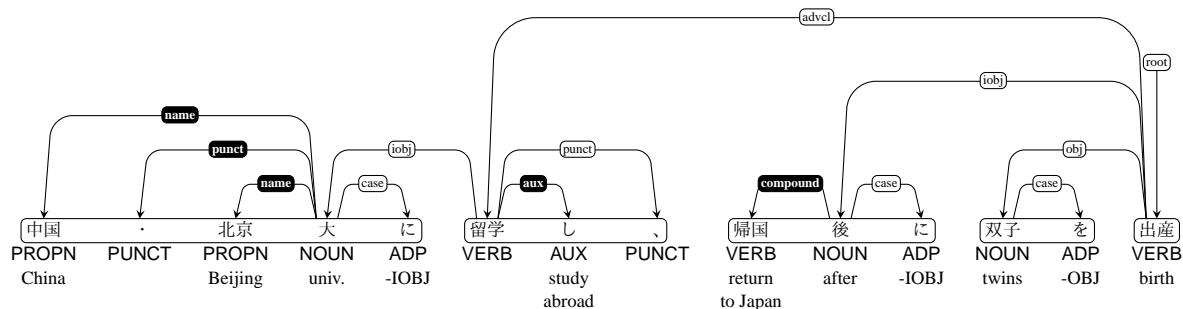 advcl
root
iobj
name
punct iobj punct obj
name case aux compound case case
中国 ・ 北京 大 に 留学 し 、 帰国 後 に 双子 を 出産
PROPN PUNCT PROPN NOUN ADP VERB AUX PUNCT VERB NOUN ADP NOUN ADP VERB
China Beijing univ. -IOBJ study return after -IOBJ twins -OBJ birth
abroad to Japan